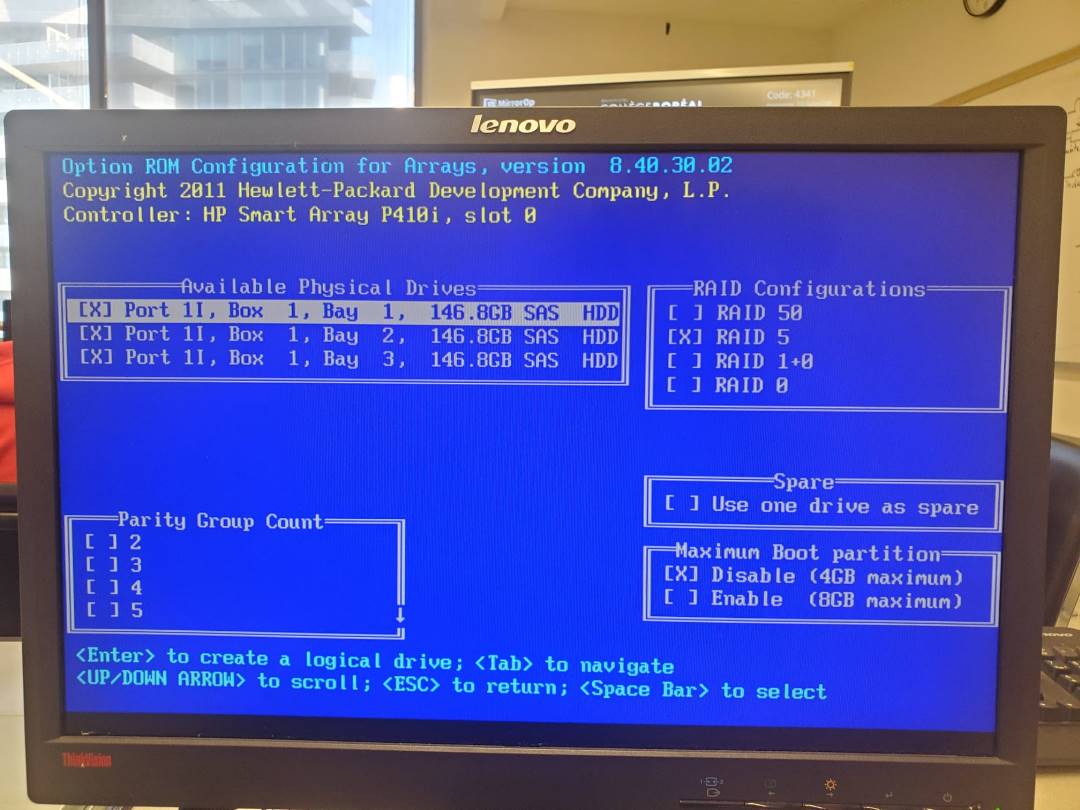 MirrorOp
Code: 4341
COLLÈGE BORÉAL
lenovo
Option ROM Configuration for Arrays, version 8.40.30.02
Copyright 2011 Hewlett-Packard Development Company, L.P.
Controller: HP Smart Array P410i, slot 0
Available Physical Drives
[X] Port 1I, Box 1, Bay 1, 146.8GB SAS HDD
[X] Port 1I, Box 1, Bay 2, 146.8GB SAS HDD
[X] Port 1I, Box 1, Bay 3, 146.8GB SAS HDD
RAID Configurations
[ ] RAID 50
[X] RAID 5
[ ] RAID 1+0
[ ] RAID 0
Spare
[ ] Use one drive as spare
Parity Group Count
[ ] 2
[ ] 3
[ ] 4
[ ] 5
Maximum Boot partition
[X] Disable (4GB maximum)
[ ] Enable (8GB maximum)
<Enter> to create a logical drive; <Tab> to navigate
<UP/DOWN ARROW> to scroll; <ESC> to return; <Space Bar> to select
ThinkVision